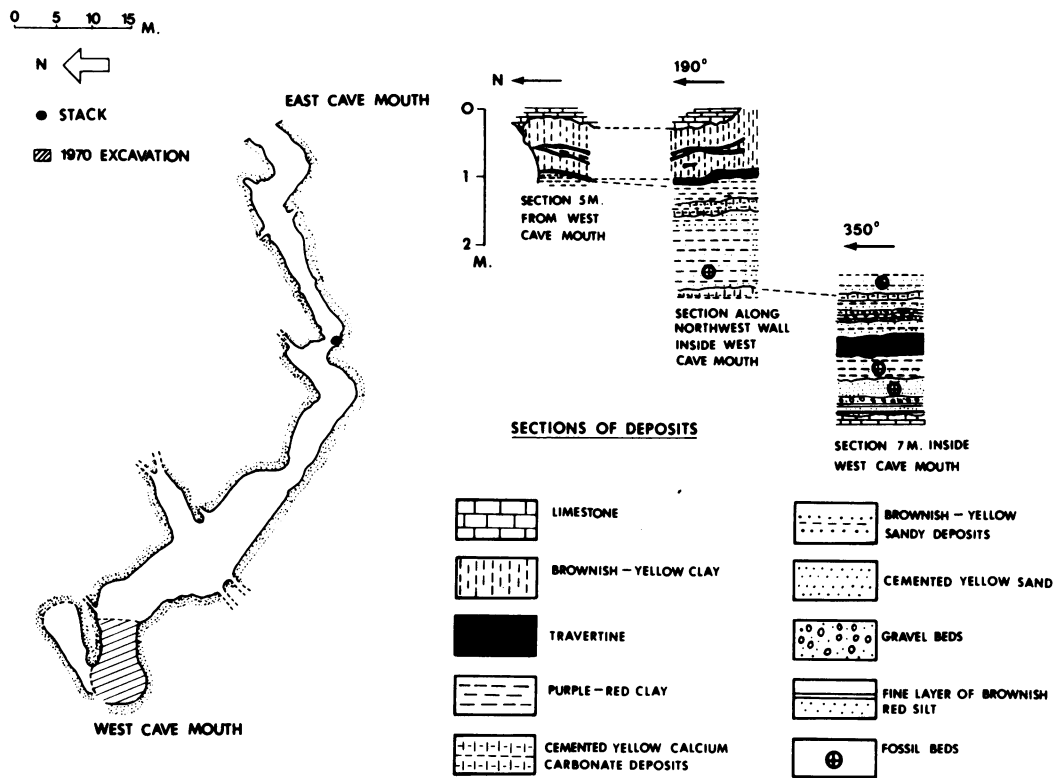 0 5 10 15 M.
N
STACK
1970 EXCAVATION
EAST CAVE MOUTH
WEST CAVE MOUTH
N
190°
0
1
2
M.
SECTION 5M.
FROM WEST
CAVE MOUTH
SECTION ALONG
NORTHWEST WALL
INSIDE WEST
CAVE MOUTH
350°
SECTION 7 M. INSIDE
WEST CAVE MOUTH
SECTIONS OF DEPOSITS
LIMESTONE
BROWNISH-YELLOW CLAY
TRAVERTINE
PURPLE-RED CLAY
CEMENTED YELLOW CALCIUM
CARBONATE DEPOSITS
BROWNISH-YELLOW
SANDY DEPOSITS
CEMENTED YELLOW SAND
GRAVEL BEDS
FINE LAYER OF BROWNISH
RED SILT
FOSSIL BEDS